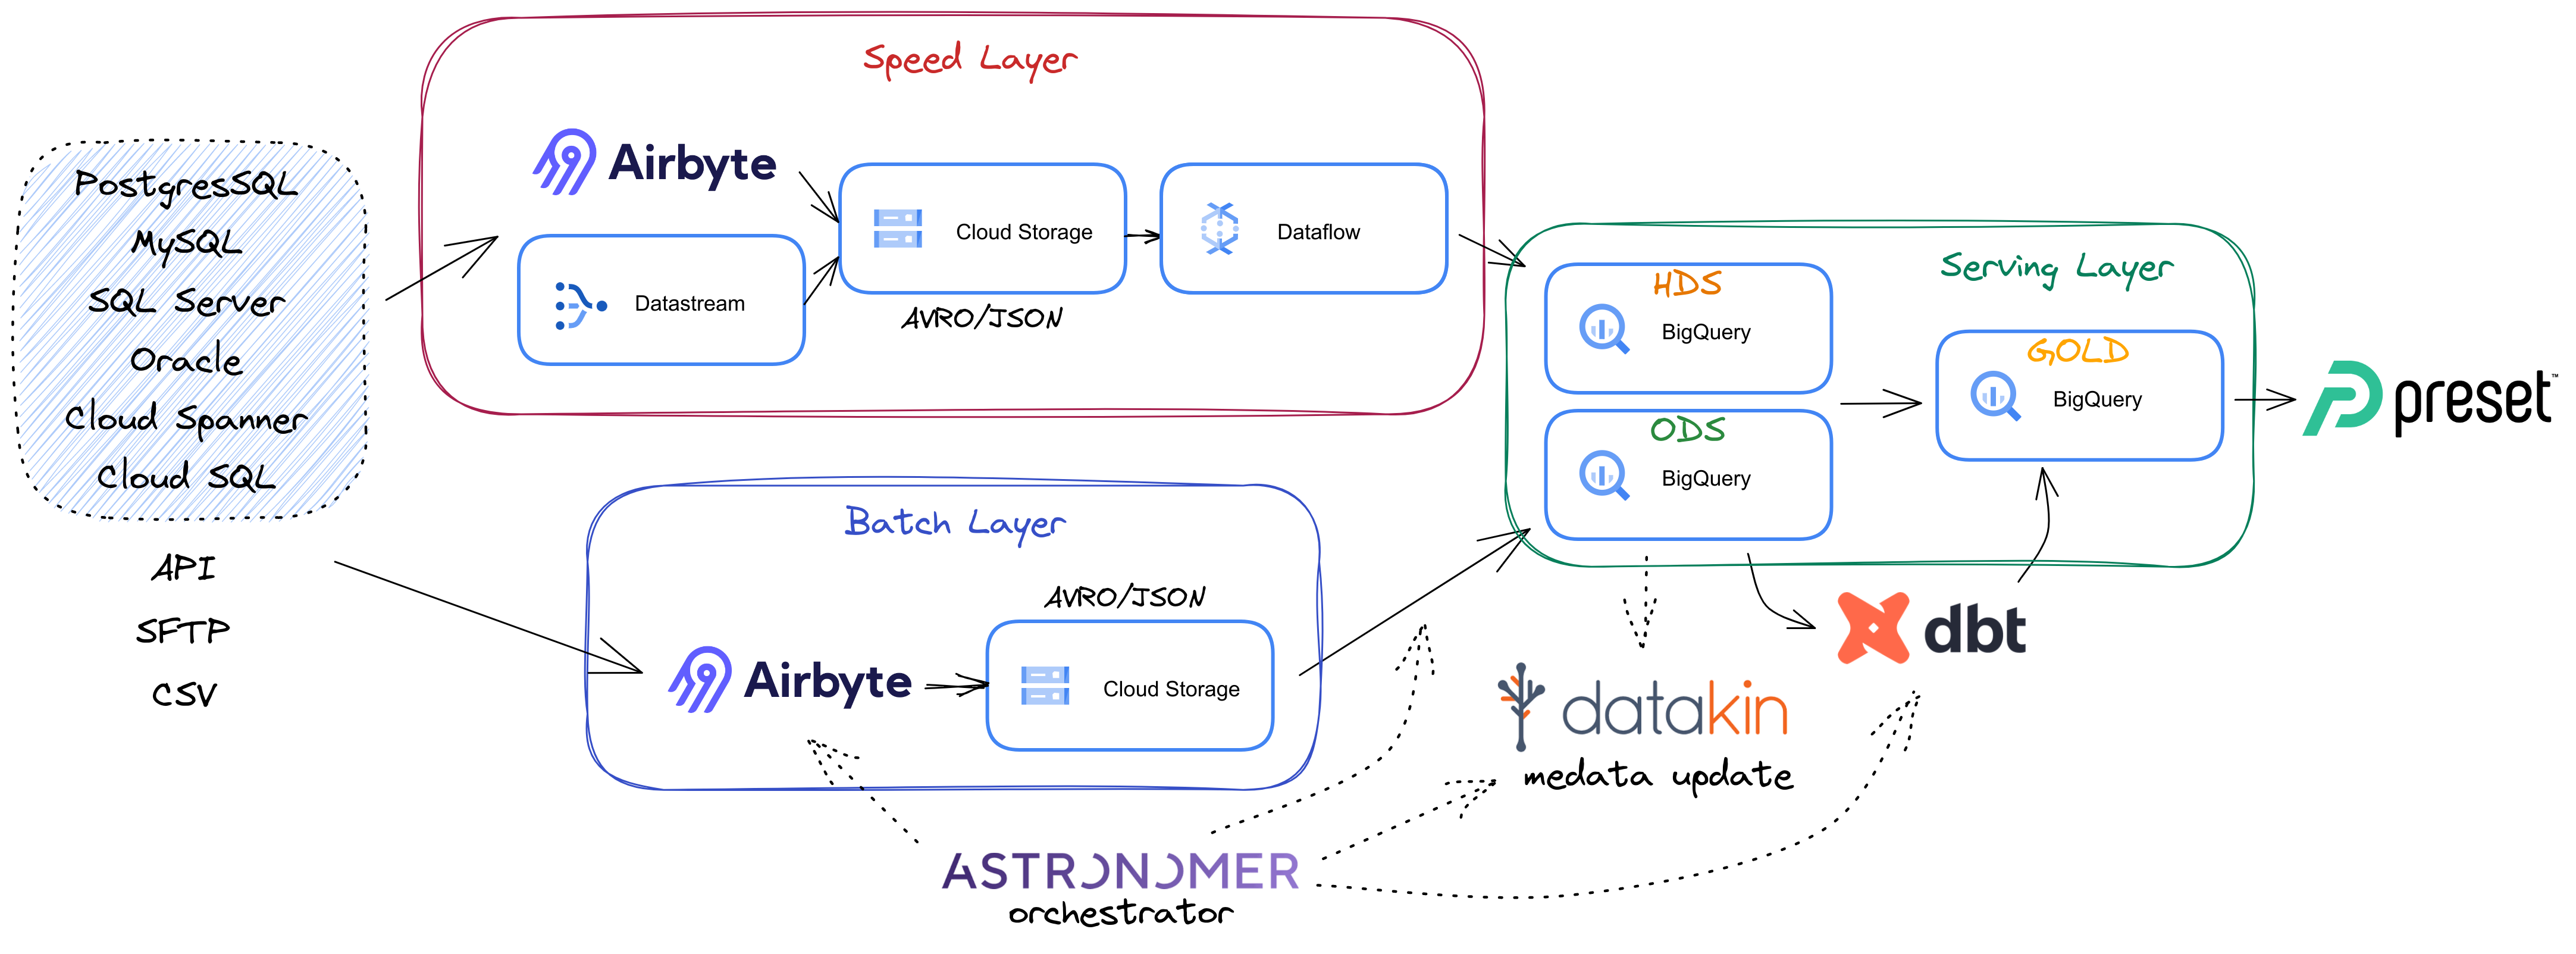 PostgresSQL
MySQL
SQL Server
Oracle
Cloud Spanner
Cloud SQL
API
SFTP
CSV
Speed Layer
Airbyte
Datastream
Cloud Storage
AVRO/JSON
Dataflow
Batch Layer
Airbyte
AVRO/JSON
Cloud Storage
Serving Layer
HDS
BigQuery
ODS
BigQuery
GOLD
BigQuery
preset™
dbt
datakin
medata update
ASTRONOMER
orchestrator